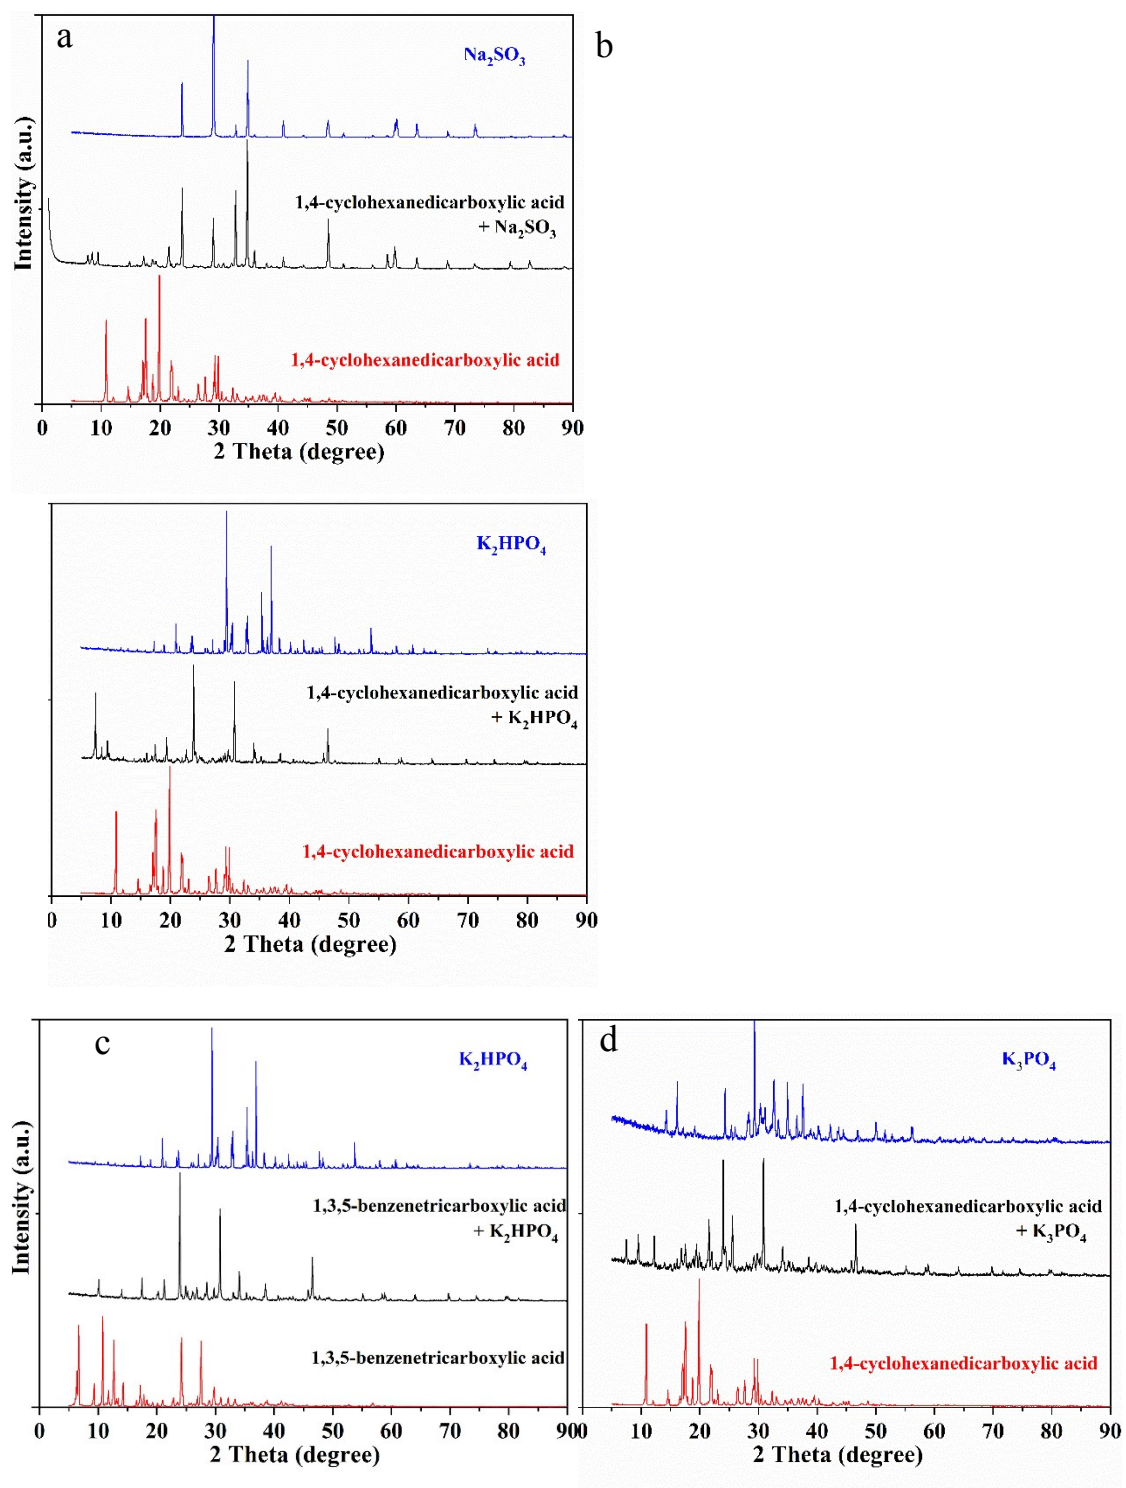 a
b
Na₂SO₃
1,4-cyclohexanedicarboxylic acid
+ Na₂SO₃
1,4-cyclohexanedicarboxylic acid
Intensity (a.u.)
0 10 20 30 40 50 60 70 80 90
2 Theta (degree)
K₂HPO₄
1,4-cyclohexanedicarboxylic acid
+ K₂HPO₄
1,4-cyclohexanedicarboxylic acid
0 10 20 30 40 50 60 70 80 90
2 Theta (degree)
c
K₂HPO₄
1,3,5-benzenetricarboxylic acid
+ K₂HPO₄
1,3,5-benzenetricarboxylic acid
Intensity (a.u.)
0 10 20 30 40 50 60 70 80 90
2 Theta (degree)
d
K₃PO₄
1,4-cyclohexanedicarboxylic acid
+ K₃PO₄
1,4-cyclohexanedicarboxylic acid
0 10 20 30 40 50 60 70 80 90
2 Theta (degree)